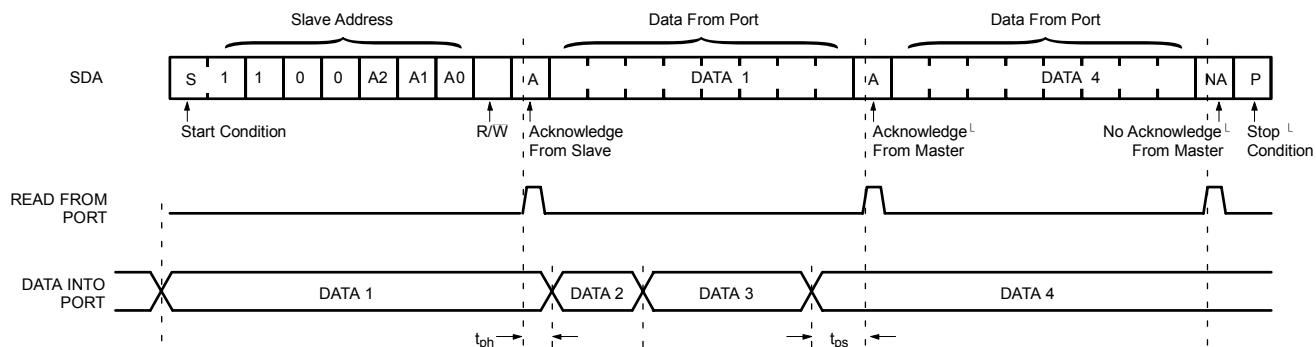 Slave Address
Data From Port
Data From Port
SDA
S 1 1 0 0 A2 A1 A0 A DATA 1 A DATA 4 NA P
Start Condition
R/W̅
Acknowledge
From Slave
Acknowledge
From Master
No Acknowledge
From Master
Stop
Condition
READ FROM
PORT
DATA INTO
PORT
DATA 1
DATA 2
DATA 3
DATA 4
tph
tps